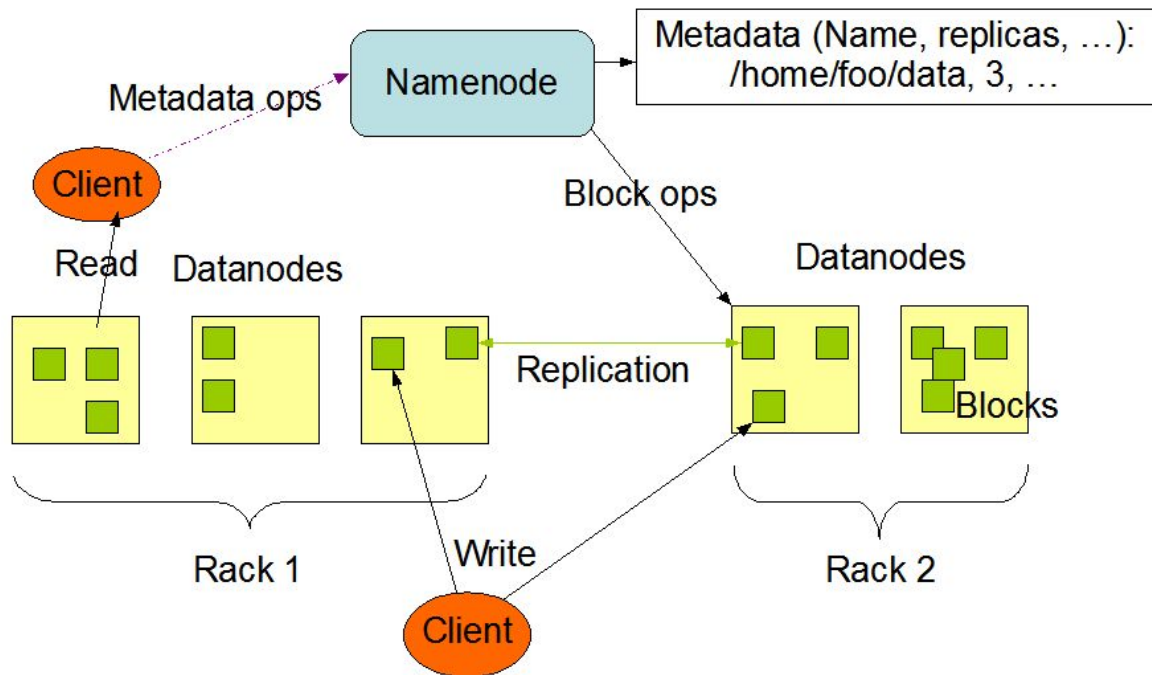 Metadata (Name, replicas, …):
/home/foo/data, 3, …
Namenode
Metadata ops
Client
Block ops
Read
Datanodes
Datanodes
Replication
Blocks
Rack 1
Write
Rack 2
Client